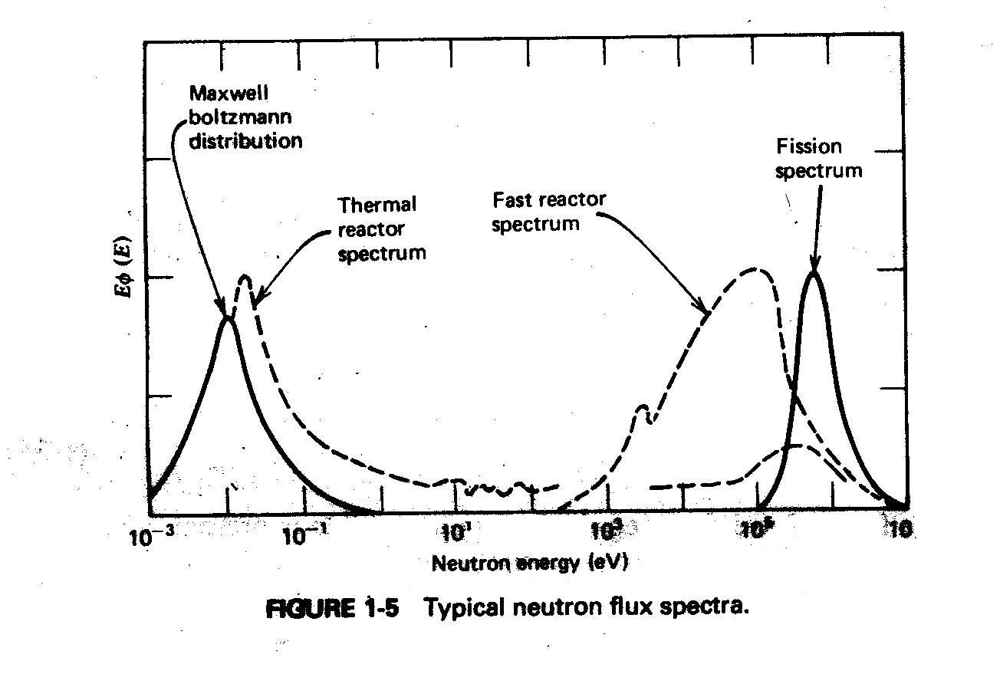 Maxwell
boltzmann
distribution
Fission
spectrum
Thermal
reactor
spectrum
Fast reactor
spectrum
Eϕ (E)
10⁻³
10⁻¹
10¹
10³
10⁵
10
Neutron energy (eV)
FIGURE 1-5 Typical neutron flux spectra.